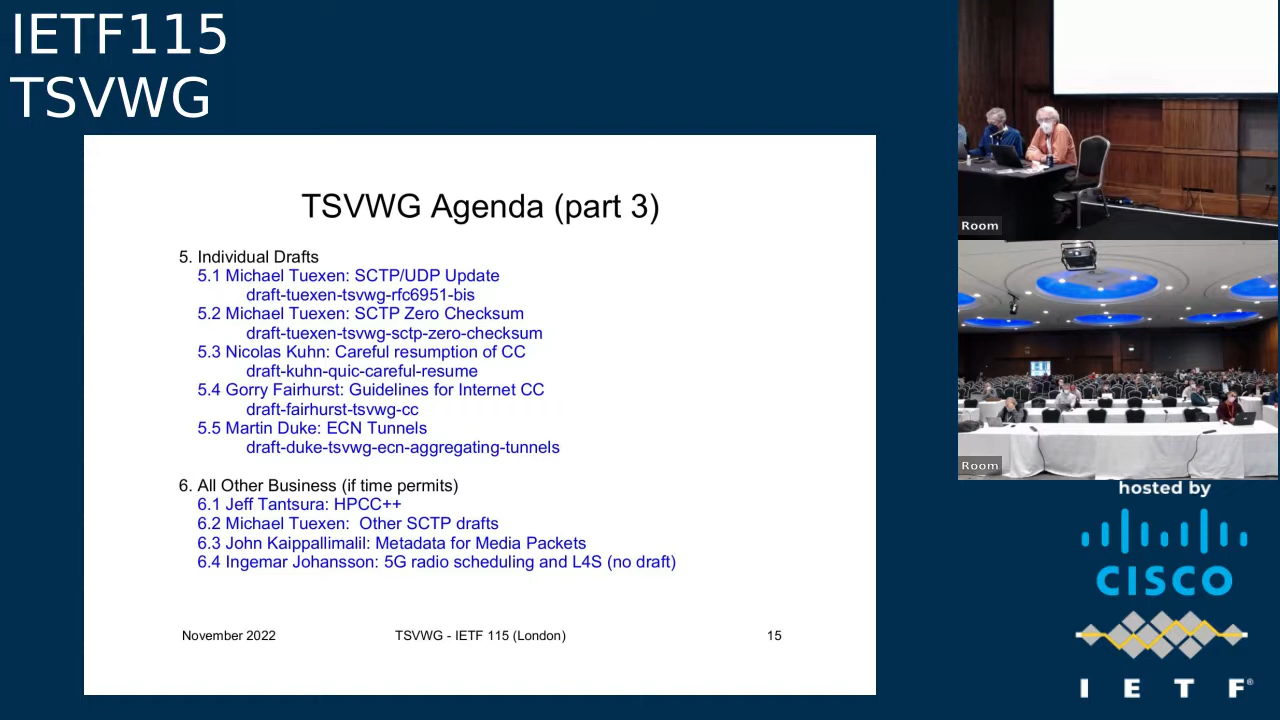 IETF115
TSVWG
TSVWG Agenda (part 3)
5. Individual Drafts
5.1 Michael Tuexen: SCTP/UDP Update
draft-tuexen-tsvwg-rfc6951-bis
5.2 Michael Tuexen: SCTP Zero Checksum
draft-tuexen-tsvwg-sctp-zero-checksum
5.3 Nicolas Kuhn: Careful resumption of CC
draft-kuhn-quic-careful-resume
5.4 Gorry Fairhurst: Guidelines for Internet CC
draft-fairhurst-tsvwg-cc
5.5 Martin Duke: ECN Tunnels
draft-duke-tsvwg-ecn-aggregating-tunnels
6. All Other Business (if time permits)
6.1 Jeff Tantsura: HPCC++
6.2 Michael Tuexen:  Other SCTP drafts
6.3 John Kaippallimalil: Metadata for Media Packets
6.4 Ingemar Johansson: 5G radio scheduling and L4S (no draft)
November 2022
TSVWG - IETF 115 (London)
15
Room
Room
hosted by
CISCO
I E T F®